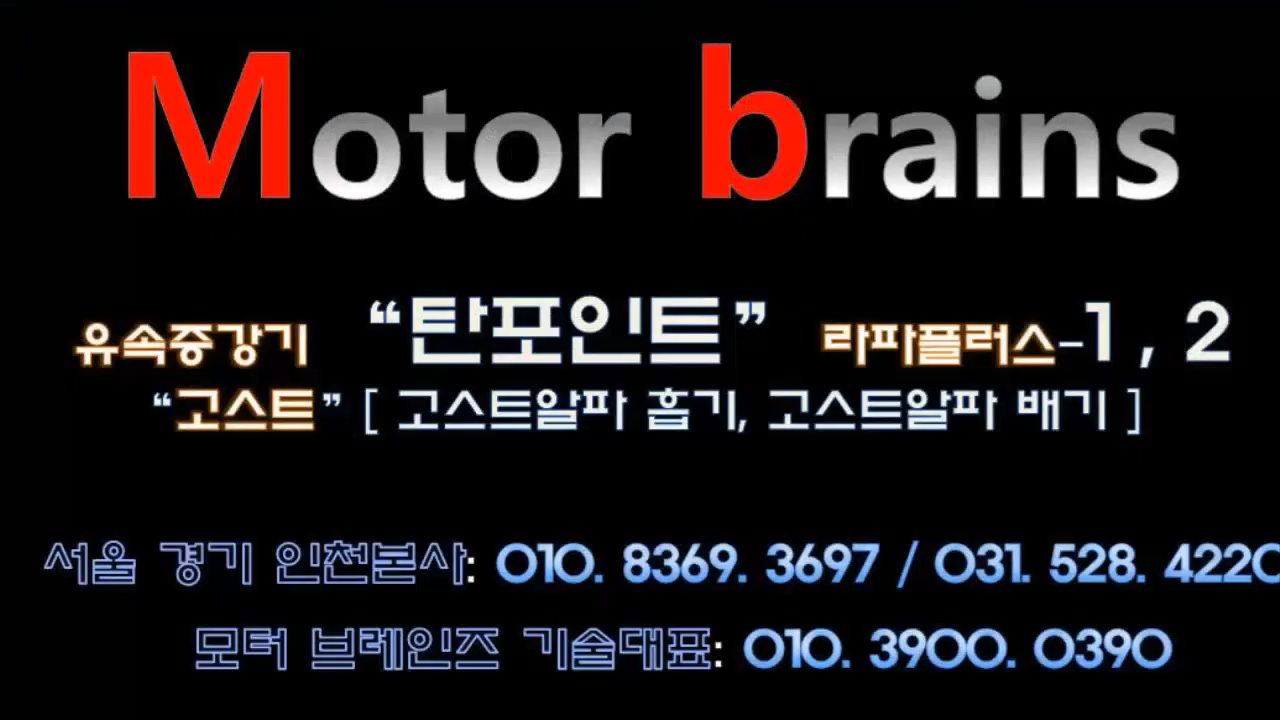 Motor brains
유속증강기 “탄포인트”라파플러스-1 , 2
“고스트” [ 고스트알파 흡기, 고스트알파 배기 ]
서울 경기 인천본사: 010. 8369. 3697 / 031. 528. 4220
모터 브레인즈 기술대표: 010. 3900. 0390